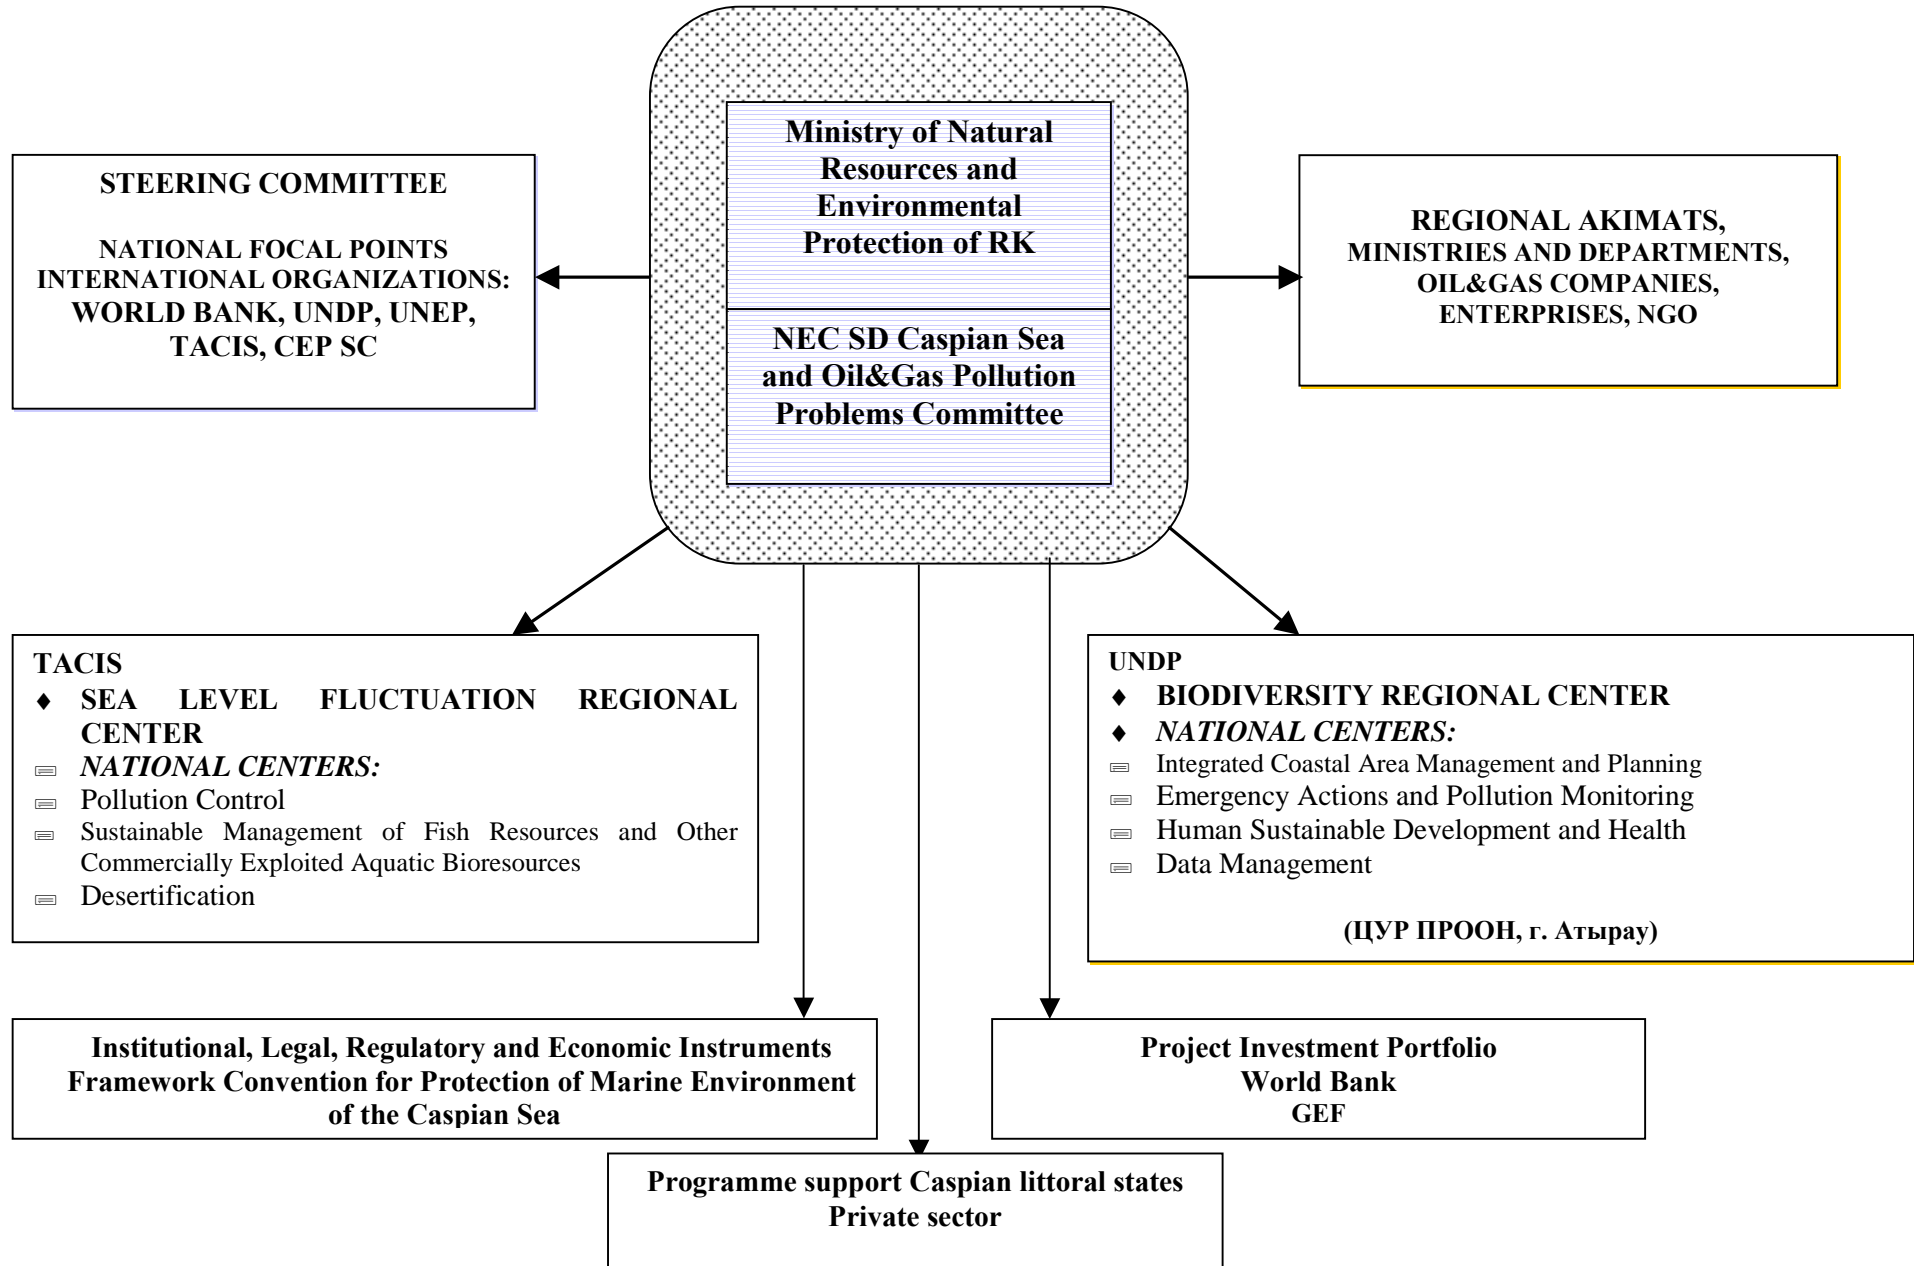 Ministry of Natural
Resources and
Environmental
Protection of RK
NEC SD Caspian Sea
and Oil&Gas Pollution
Problems Committee
STEERING COMMITTEE
NATIONAL FOCAL POINTS
INTERNATIONAL ORGANIZATIONS:
WORLD BANK, UNDP, UNEP,
TACIS, CEP SC
REGIONAL AKIMATS,
MINISTRIES AND DEPARTMENTS,
OIL&GAS COMPANIES,
ENTERPRISES, NGO
TACIS
♦ SEA LEVEL FLUCTUATION REGIONAL
CENTER
NATIONAL CENTERS:
Pollution Control
Sustainable Management of Fish Resources and Other
Commercially Exploited Aquatic Bioresources
Desertification
UNDP
♦ BIODIVERSITY REGIONAL CENTER
♦ NATIONAL CENTERS:
Integrated Coastal Area Management and Planning
Emergency Actions and Pollution Monitoring
Human Sustainable Development and Health
Data Management
(ЦУР ПРООН, г. Атырау)
Institutional, Legal, Regulatory and Economic Instruments
Framework Convention for Protection of Marine Environment
of the Caspian Sea
Project Investment Portfolio
World Bank
GEF
Programme support Caspian littoral states
Private sector